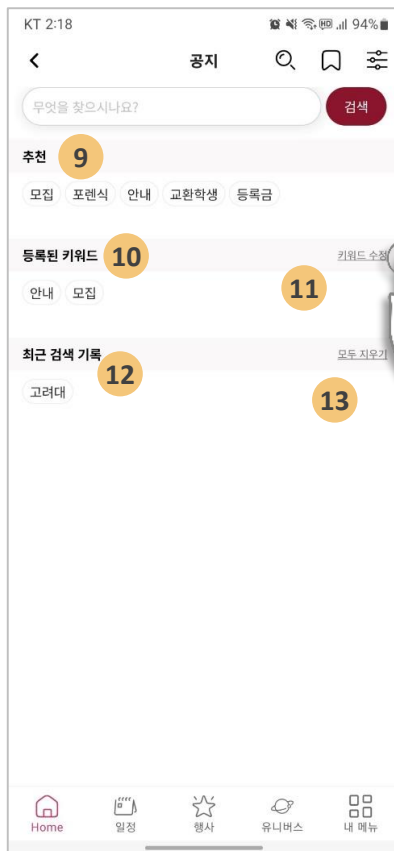 KT 2:18 94%
공지
무엇을 찾으시나요? 검색
추천 9
모집 포렌식 안내 교환학생 등록금
등록된 키워드 10 키워드 수정
11
안내 모집
최근 검색 기록 모두 지우기
12
고려대 13
Home 일정 행사 유니버스 내 메뉴